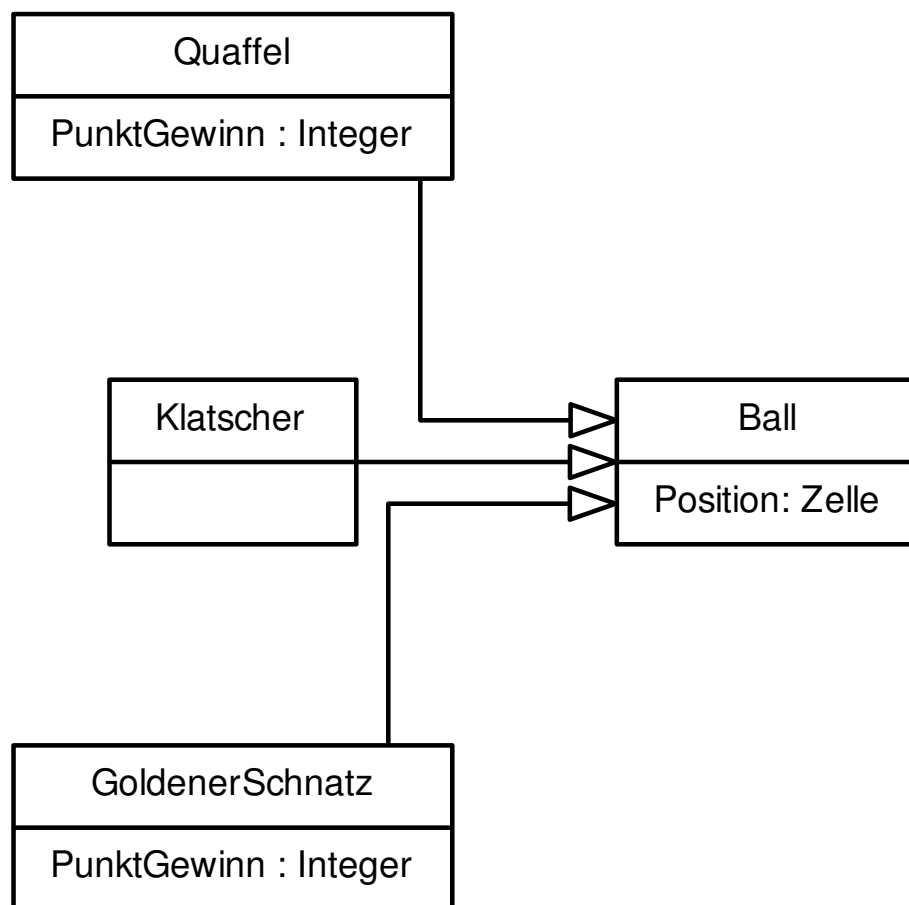 Quaffel
PunktGewinn : Integer
Klatscher
Ball
Position: Zelle
GoldenerSchnatz
PunktGewinn : Integer